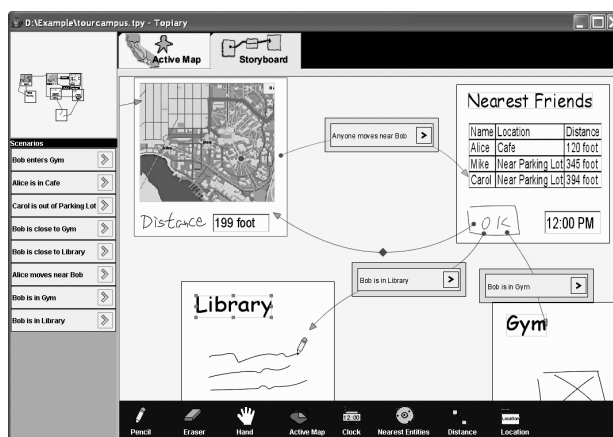 D:\Example\tourcampus.tpy - Topiary
Active Map
Storyboard
Scenarios
Bob enters Gym
Alice is in Cafe
Carol is out of Parking Lot
Bob is close to Gym
Bob is close to Library
Alice moves near Bob
Bob is in Gym
Bob is in Library
Distance 199 foot
Anyone moves near Bob
Nearest Friends
Name Location Distance
Alice Cafe 120 foot
Mike Near Parking Lot 345 foot
Carol Near Parking Lot 394 foot
OK
12:00 PM
Bob is in Library
Bob is in Gym
Library
Gym
Pencil
Eraser
Hand
Active Map
12:00
Clock
Nearest Entities
Distance
Location
Location